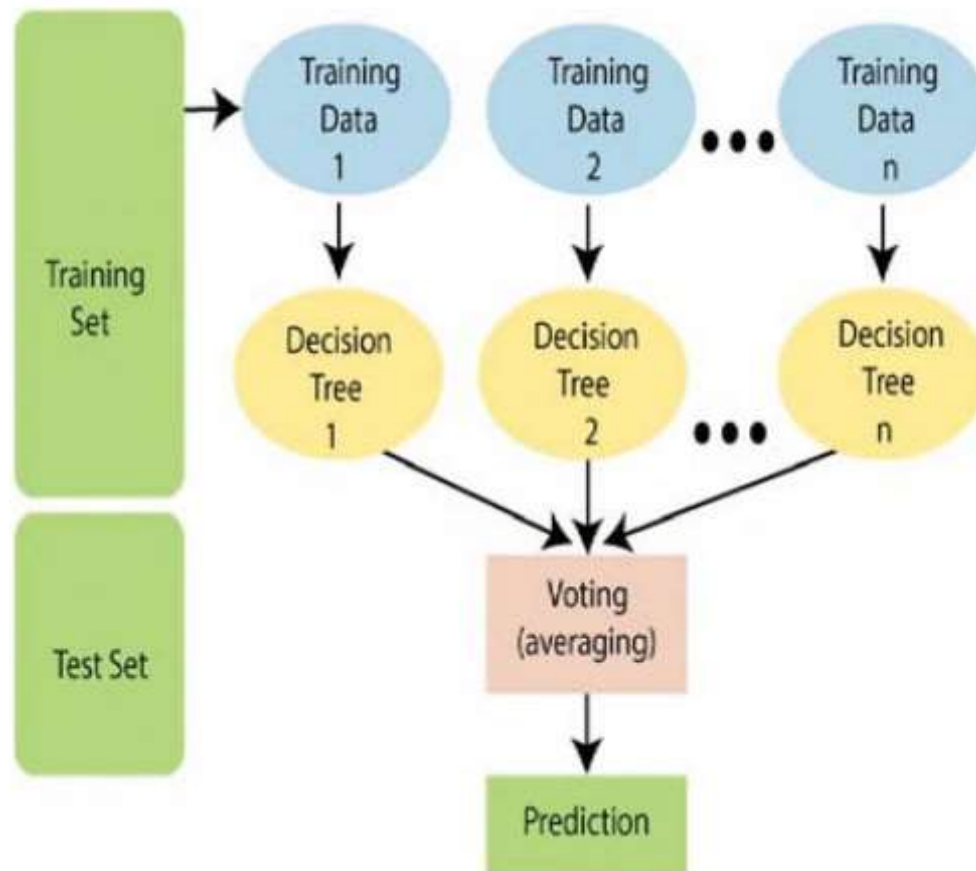 Training
Set
Test Set
Training
Data
1
Training
Data
2
Training
Data
n
Decision
Tree
1
Decision
Tree
2
Decision
Tree
n
Voting
(averaging)
Prediction